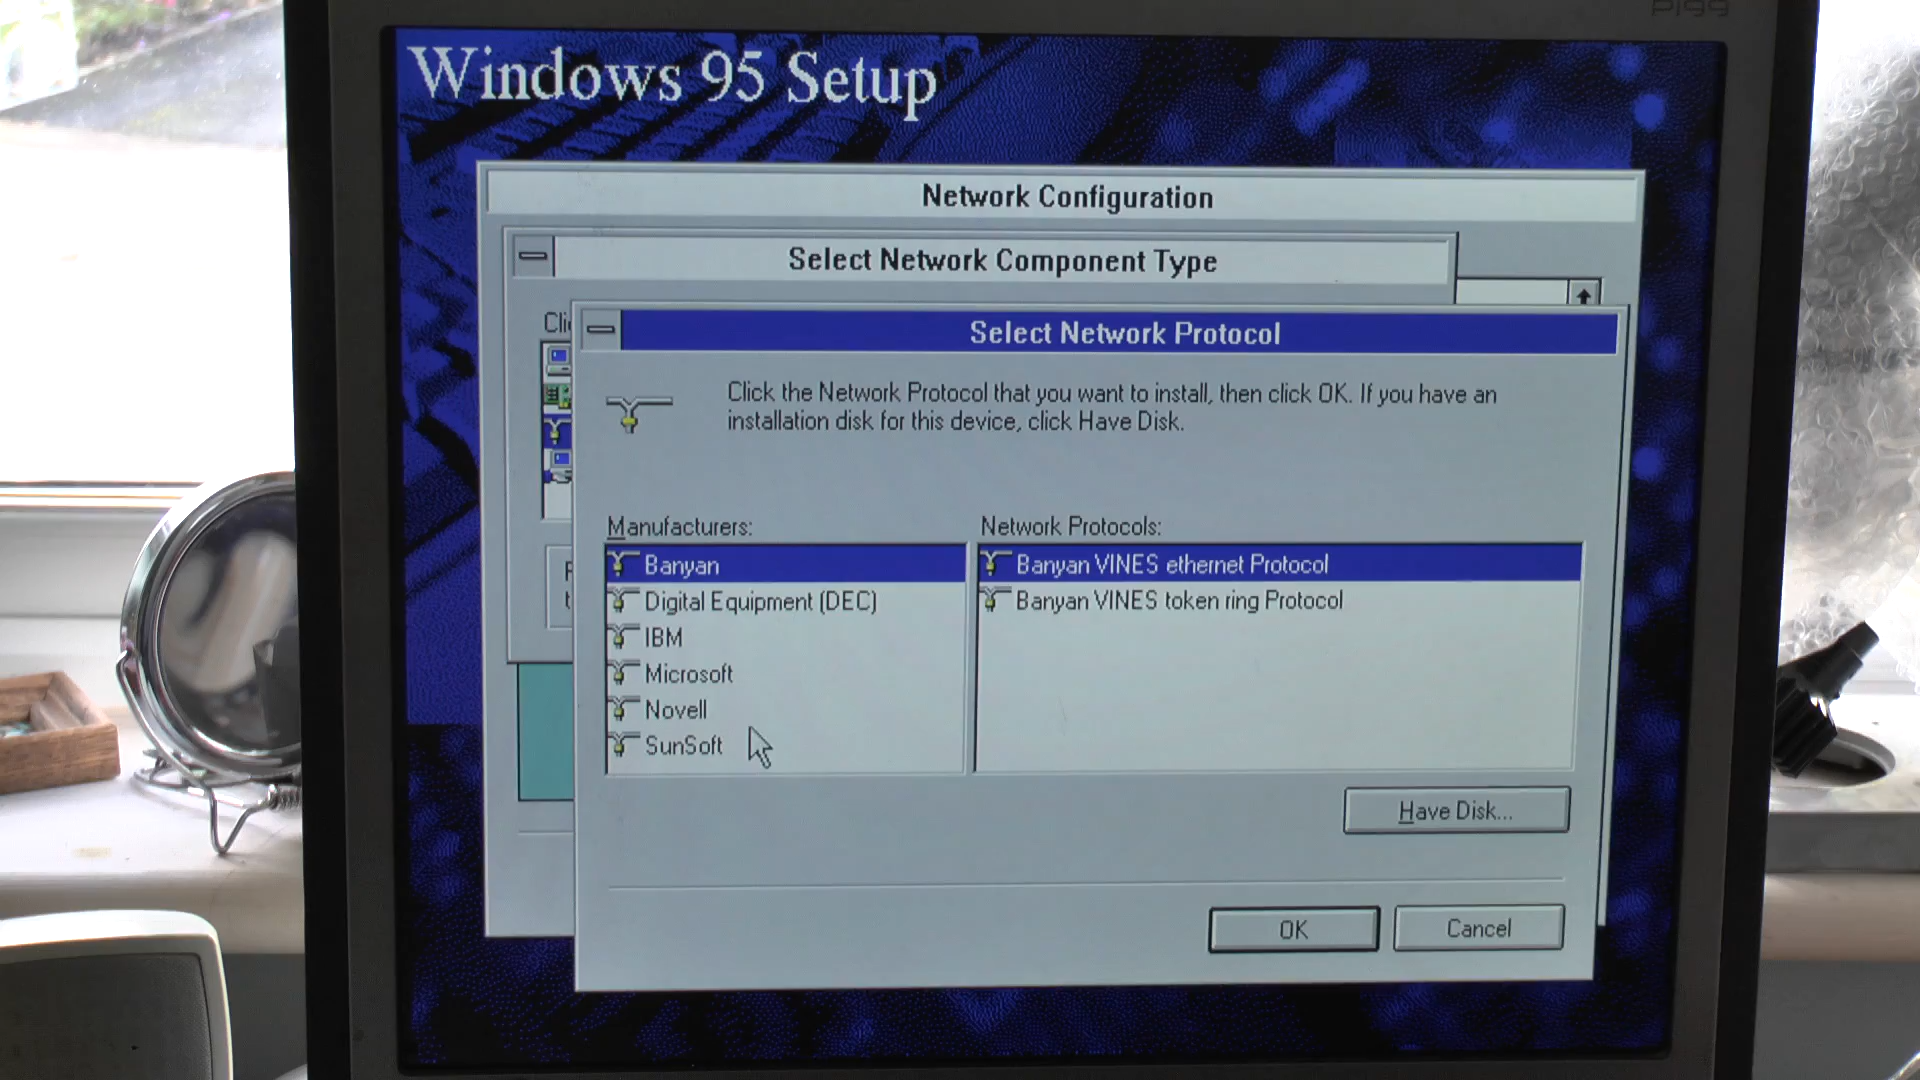 P199
Windows 95 Setup
Network Configuration
Select Network Component Type
Select Network Protocol
Click the Network Protocol that you want to install, then click OK. If you have an
installation disk for this device, click Have Disk.
Manufacturers:
Network Protocols:
Banyan
Digital Equipment (DEC)
IBM
Microsoft
Novell
SunSoft
Banyan VINES ethernet Protocol
Banyan VINES token ring Protocol
Have Disk...
OK
Cancel